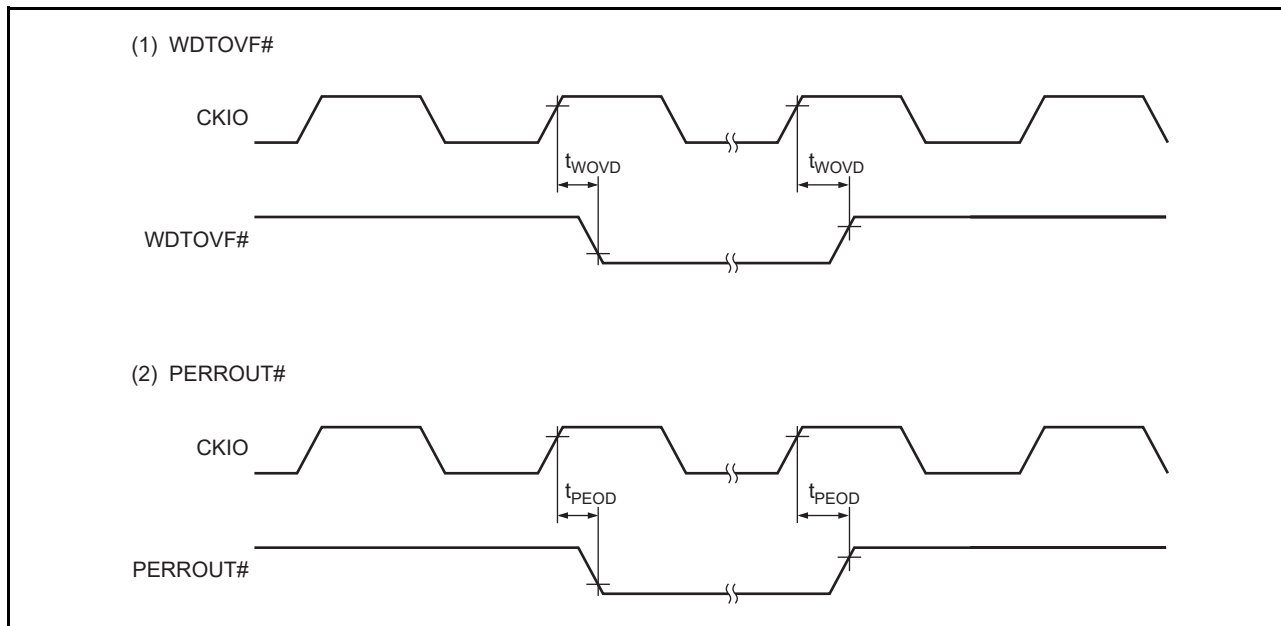 (1) WDTOVF#
CKIO
tWOVD tWOVD
WDTOVF#
(2) PERROUT#
CKIO
tPEOD tPEOD
PERROUT#